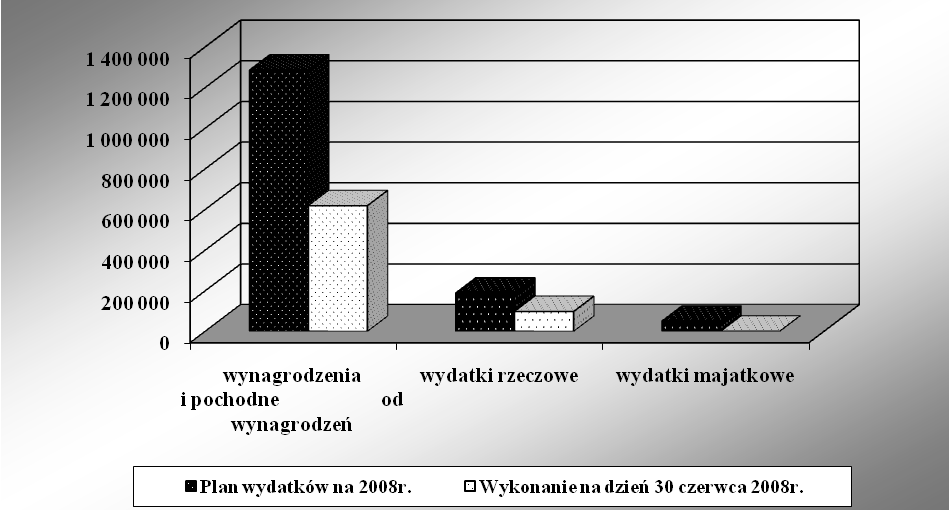 1 400 000
1 200 000
1 000 000
800 000
600 000
400 000
200 000
0
wynagrodzenia
i pochodne od
wynagrodzeń
wydatki rzeczowe
wydatki majatkowe
Plan wydatków na 2008r.
Wykonanie na dzień 30 czerwca 2008r.